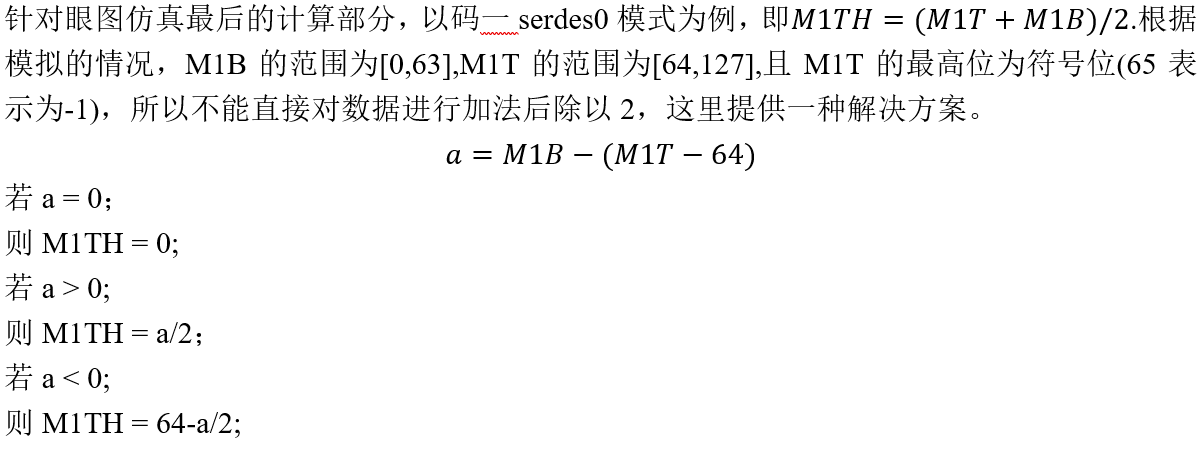 针对眼图仿真最后的计算部分，以码一 serdes0 模式为例，即M1TH = (M1T + M1B)/2.根据
模拟的情况，M1B 的范围为[0,63],M1T 的范围为[64,127],且 M1T 的最高位为符号位(65 表
示为-1)，所以不能直接对数据进行加法后除以 2，这里提供一种解决方案。
a = M1B − (M1T − 64)
若 a = 0；
则 M1TH = 0;
若 a > 0;
则 M1TH = a/2；
若 a < 0;
则 M1TH = 64-a/2;